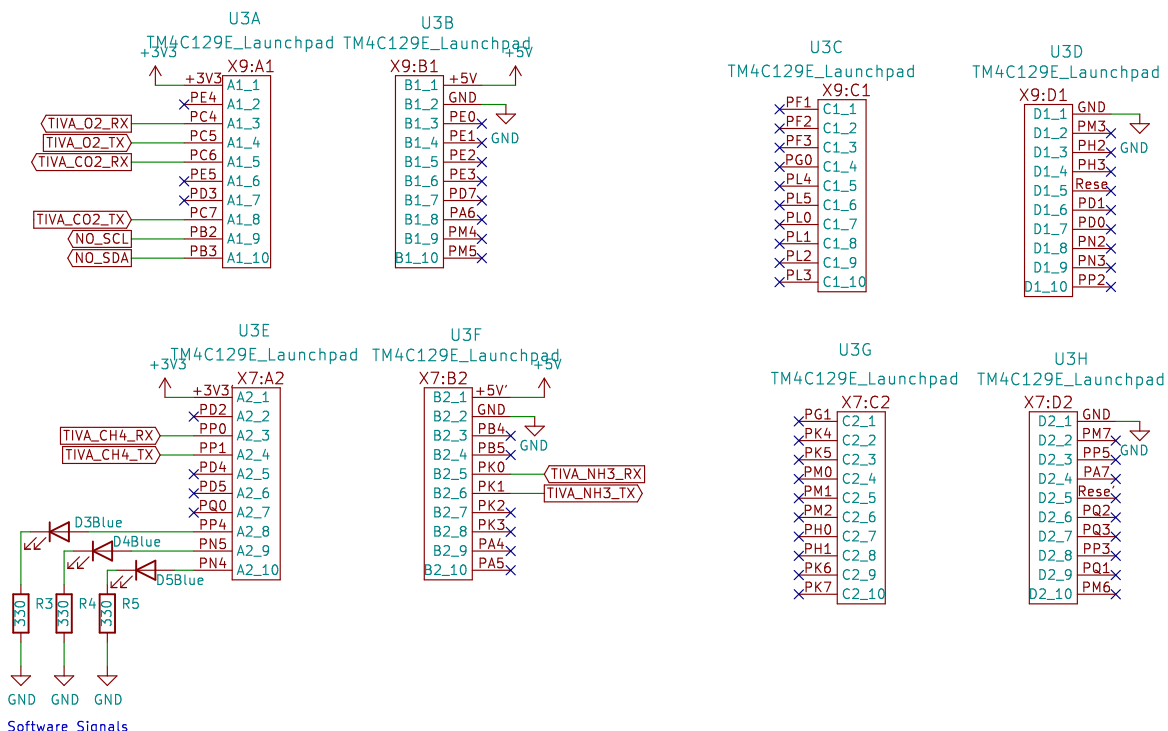 U3A
TM4C129E_Launchpad
+3V3
X9:A1
+3V3 A1_1
PE4 A1_2
TIVA_O2_RX PC4 A1_3
TIVA_O2_TX PC5 A1_4
TIVA_CO2_RX PC6 A1_5
PE5 A1_6
PD3 A1_7
TIVA_CO2_TX PC7 A1_8
NO_SCL PB2 A1_9
NO_SDA PB3 A1_10
U3B
TM4C129E_Launchpad
+5V
X9:B1
B1_1 +5V
B1_2 GND
GND
B1_3 PE0
B1_4 PE1
B1_5 PE2
B1_6 PE3
B1_7 PD7
B1_8 PA6
B1_9 PM4
B1_10 PM5
U3C
TM4C129E_Launchpad
X9:C1
PF1 C1_1
PF2 C1_2
PF3 C1_3
PG0 C1_4
PL4 C1_5
PL5 C1_6
PL0 C1_7
PL1 C1_8
PL2 C1_9
PL3 C1_10
U3D
TM4C129E_Launchpad
X9:D1
D1_1 GND
D1_2 PM3
GND
D1_3 PH2
D1_4 PH3
D1_5 Rese
D1_6 PD1
D1_7 PD0
D1_8 PN2
D1_9 PN3
D1_10 PP2
U3E
TM4C129E_Launchpad
+3V3
X7:A2
+3V3 A2_1
PD2 A2_2
TIVA_CH4_RX PP0 A2_3
TIVA_CH4_TX PP1 A2_4
PD4 A2_5
PD5 A2_6
PQ0 A2_7
D3Blue PP4 A2_8
D4Blue PN5 A2_9
D5Blue PN4 A2_10
330 R3 330 R4 330 R5
GND GND GND
Software Signals
U3F
TM4C129E_Launchpad
+5V
X7:B2
B2_1 +5V'
B2_2 GND
GND
B2_3 PB4
B2_4 PB5
B2_5 PK0 TIVA_NH3_RX
B2_6 PK1 TIVA_NH3_TX
B2_7 PK2
B2_8 PK3
B2_9 PA4
B2_10 PA5
U3G
TM4C129E_Launchpad
X7:C2
PG1 C2_1
PK4 C2_2
PK5 C2_3
PM0 C2_4
PM1 C2_5
PM2 C2_6
PH0 C2_7
PH1 C2_8
PK6 C2_9
PK7 C2_10
U3H
TM4C129E_Launchpad
X7:D2
D2_1 GND
D2_2 PM7
GND
D2_3 PP5
D2_4 PA7
D2_5 Rese'
D2_6 PQ2
D2_7 PQ3
D2_8 PP3
D2_9 PQ1
D2_10 PM6